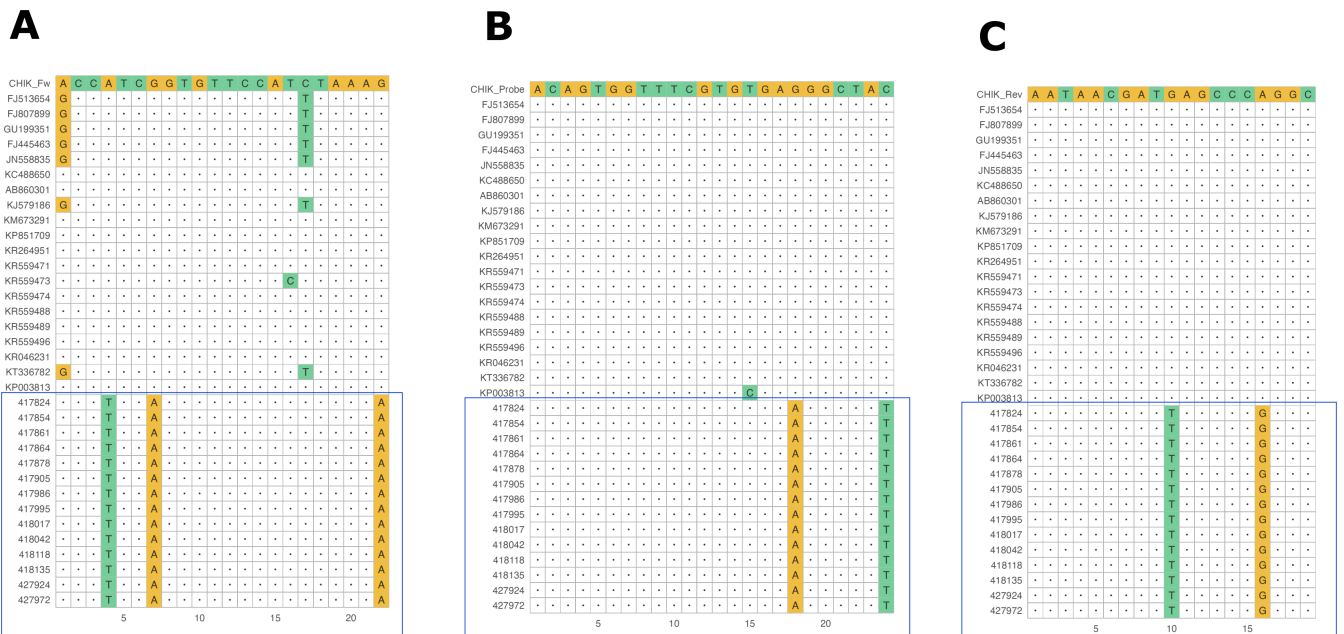 A
CHIK_Fw A C C A T C G G T G T T C C A T C T A A A G
FJ513654 G · · · · · · · · · · · · · · · T · · · · ·
FJ807899 G · · · · · · · · · · · · · · · T · · · · ·
GU199351 G · · · · · · · · · · · · · · · T · · · · ·
FJ445463 G · · · · · · · · · · · · · · · T · · · · ·
JN558835 G · · · · · · · · · · · · · · · T · · · · ·
KC488650 · · · · · · · · · · · · · · · · · · · · · ·
AB860301 · · · · · · · · · · · · · · · · · · · · · ·
KJ579186 G · · · · · · · · · · · · · · · T · · · · ·
KM673291 · · · · · · · · · · · · · · · · · · · · · ·
KP851709 · · · · · · · · · · · · · · · · · · · · · ·
KR264951 · · · · · · · · · · · · · · · · · · · · · ·
KR559471 · · · · · · · · · · · · · · · · · · · · · ·
KR559473 · · · · · · · · · · · · · · · C · · · · · ·
KR559474 · · · · · · · · · · · · · · · · · · · · · ·
KR559488 · · · · · · · · · · · · · · · · · · · · · ·
KR559489 · · · · · · · · · · · · · · · · · · · · · ·
KR559496 · · · · · · · · · · · · · · · · · · · · · ·
KR046231 · · · · · · · · · · · · · · · · · · · · · ·
KT336782 G · · · · · · · · · · · · · · · T · · · · ·
KP003813 · · · · · · · · · · · · · · · · · · · · · ·
417824 · · · T · · A · · · · · · · · · · · · · · A
417854 · · · T · · A · · · · · · · · · · · · · · A
417861 · · · T · · A · · · · · · · · · · · · · · A
417864 · · · T · · A · · · · · · · · · · · · · · A
417878 · · · T · · A · · · · · · · · · · · · · · A
417905 · · · T · · A · · · · · · · · · · · · · · A
417986 · · · T · · A · · · · · · · · · · · · · · A
417995 · · · T · · A · · · · · · · · · · · · · · A
418017 · · · T · · A · · · · · · · · · · · · · · A
418042 · · · T · · A · · · · · · · · · · · · · · A
418118 · · · T · · A · · · · · · · · · · · · · · A
418135 · · · T · · A · · · · · · · · · · · · · · A
427924 · · · T · · A · · · · · · · · · · · · · · A
427972 · · · T · · A · · · · · · · · · · · · · · A
5 10 15 20
B
CHIK_Probe A C A G T G G T T T C G T G T G A G G G C T A C
FJ513654 · · · · · · · · · · · · · · · · · · · · · · · ·
FJ807899 · · · · · · · · · · · · · · · · · · · · · · · ·
GU199351 · · · · · · · · · · · · · · · · · · · · · · · ·
FJ445463 · · · · · · · · · · · · · · · · · · · · · · · ·
JN558835 · · · · · · · · · · · · · · · · · · · · · · · ·
KC488650 · · · · · · · · · · · · · · · · · · · · · · · ·
AB860301 · · · · · · · · · · · · · · · · · · · · · · · ·
KJ579186 · · · · · · · · · · · · · · · · · · · · · · · ·
KM673291 · · · · · · · · · · · · · · · · · · · · · · · ·
KP851709 · · · · · · · · · · · · · · · · · · · · · · · ·
KR264951 · · · · · · · · · · · · · · · · · · · · · · · ·
KR559471 · · · · · · · · · · · · · · · · · · · · · · · ·
KR559473 · · · · · · · · · · · · · · · · · · · · · · · ·
KR559474 · · · · · · · · · · · · · · · · · · · · · · · ·
KR559488 · · · · · · · · · · · · · · · · · · · · · · · ·
KR559489 · · · · · · · · · · · · · · · · · · · · · · · ·
KR559496 · · · · · · · · · · · · · · · · · · · · · · · ·
KR046231 · · · · · · · · · · · · · · · · · · · · · · · ·
KT336782 · · · · · · · · · · · · · · · · · · · · · · · ·
KP003813 · · · · · · · · · · · · · · C · · · · · · · · ·
417824 · · · · · · · · · · · · · · · · · A · · · · · T
417854 · · · · · · · · · · · · · · · · · A · · · · · T
417861 · · · · · · · · · · · · · · · · · A · · · · · T
417864 · · · · · · · · · · · · · · · · · A · · · · · T
417878 · · · · · · · · · · · · · · · · · A · · · · · T
417905 · · · · · · · · · · · · · · · · · A · · · · · T
417986 · · · · · · · · · · · · · · · · · A · · · · · T
417995 · · · · · · · · · · · · · · · · · A · · · · · T
418017 · · · · · · · · · · · · · · · · · A · · · · · T
418042 · · · · · · · · · · · · · · · · · A · · · · · T
418118 · · · · · · · · · · · · · · · · · A · · · · · T
418135 · · · · · · · · · · · · · · · · · A · · · · · T
427924 · · · · · · · · · · · · · · · · · A · · · · · T
427972 · · · · · · · · · · · · · · · · · A · · · · · T
5 10 15 20
C
CHIK_Rev A A T A A C G A T G A G C C C A G G C
FJ513654 · · · · · · · · · · · · · · · · · · ·
FJ807899 · · · · · · · · · · · · · · · · · · ·
GU199351 · · · · · · · · · · · · · · · · · · ·
FJ445463 · · · · · · · · · · · · · · · · · · ·
JN558835 · · · · · · · · · · · · · · · · · · ·
KC488650 · · · · · · · · · · · · · · · · · · ·
AB860301 · · · · · · · · · · · · · · · · · · ·
KJ579186 · · · · · · · · · · · · · · · · · · ·
KM673291 · · · · · · · · · · · · · · · · · · ·
KP851709 · · · · · · · · · · · · · · · · · · ·
KR264951 · · · · · · · · · · · · · · · · · · ·
KR559471 · · · · · · · · · · · · · · · · · · ·
KR559473 · · · · · · · · · · · · · · · · · · ·
KR559474 · · · · · · · · · · · · · · · · · · ·
KR559488 · · · · · · · · · · · · · · · · · · ·
KR559489 · · · · · · · · · · · · · · · · · · ·
KR559496 · · · · · · · · · · · · · · · · · · ·
KR046231 · · · · · · · · · · · · · · · · · · ·
KT336782 · · · · · · · · · · · · · · · · · · ·
KP003813 · · · · · · · · · · · · · · · · · · ·
417824 · · · · · · · · · T · · · · · G · · ·
417854 · · · · · · · · · T · · · · · G · · ·
417861 · · · · · · · · · T · · · · · G · · ·
417864 · · · · · · · · · T · · · · · G · · ·
417878 · · · · · · · · · T · · · · · G · · ·
417905 · · · · · · · · · T · · · · · G · · ·
417986 · · · · · · · · · T · · · · · G · · ·
417995 · · · · · · · · · T · · · · · G · · ·
418017 · · · · · · · · · T · · · · · G · · ·
418042 · · · · · · · · · T · · · · · G · · ·
418118 · · · · · · · · · T · · · · · G · · ·
418135 · · · · · · · · · T · · · · · G · · ·
427924 · · · · · · · · · T · · · · · G · · ·
427972 · · · · · · · · · T · · · · · G · · ·
5 10 15